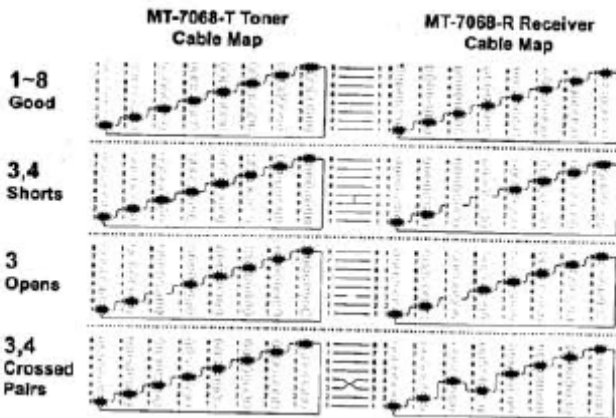 MT-7068-T Toner
Cable Map
MT-7068-R Receiver
Cable Map
1~8
Good
3,4
Shorts
3
Opens
3,4
Crossed
Pairs